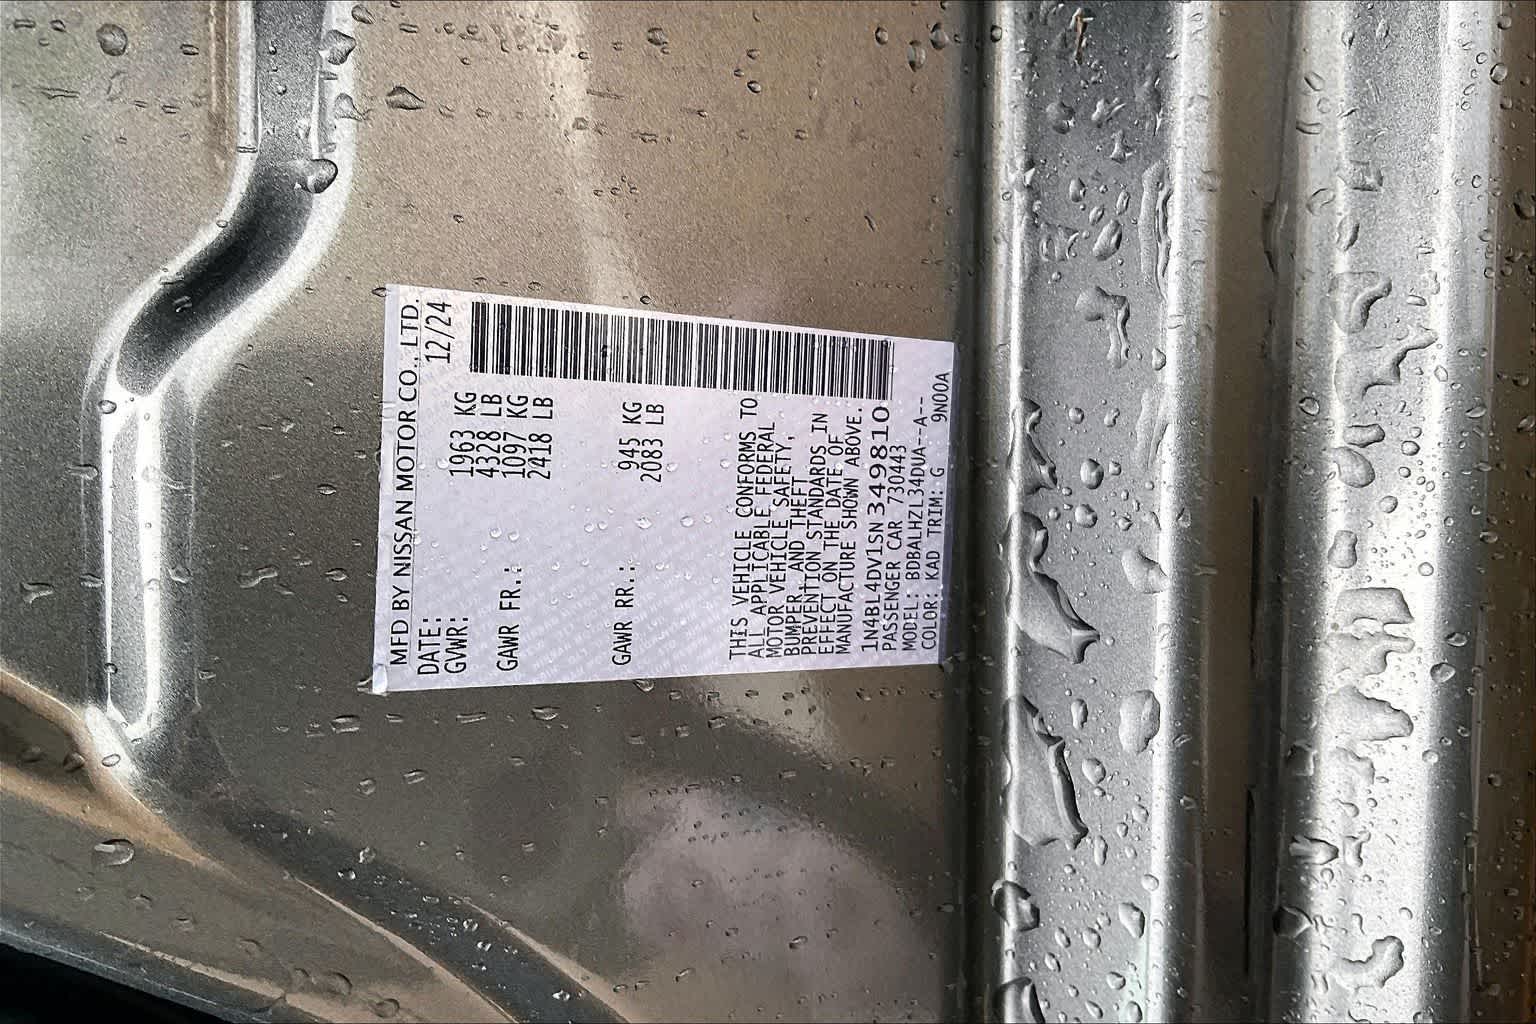 MFD BY NISSAN MOTOR CO., LTD.
DATE: 12/24
GVWR: 1963 KG
4328 LB
GAWR FR.: 1097 KG
2418 LB
GAWR RR.: 945 KG
2083 LB
THIS VEHICLE CONFORMS TO
ALL APPLICABLE FEDERAL
MOTOR VEHICLE SAFETY,
BUMPER AND THEFT
PREVENTION STANDARDS IN
EFFECT ON THE DATE OF
MANUFACTURE SHOWN ABOVE.
1N4BL4DV1SN349810
PASSENGER CAR 730443
MODEL: BDBALHZL34DUA--A--
COLOR: KAD TRIM: G 9N00A